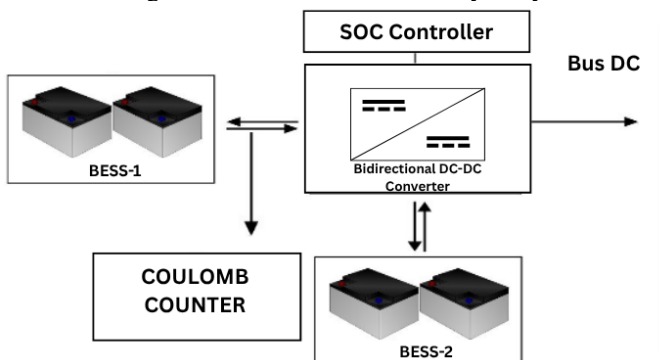 SOC Controller
Bus DC
BESS-1
Bidirectional DC-DC
Converter
COULOMB
COUNTER
BESS-2